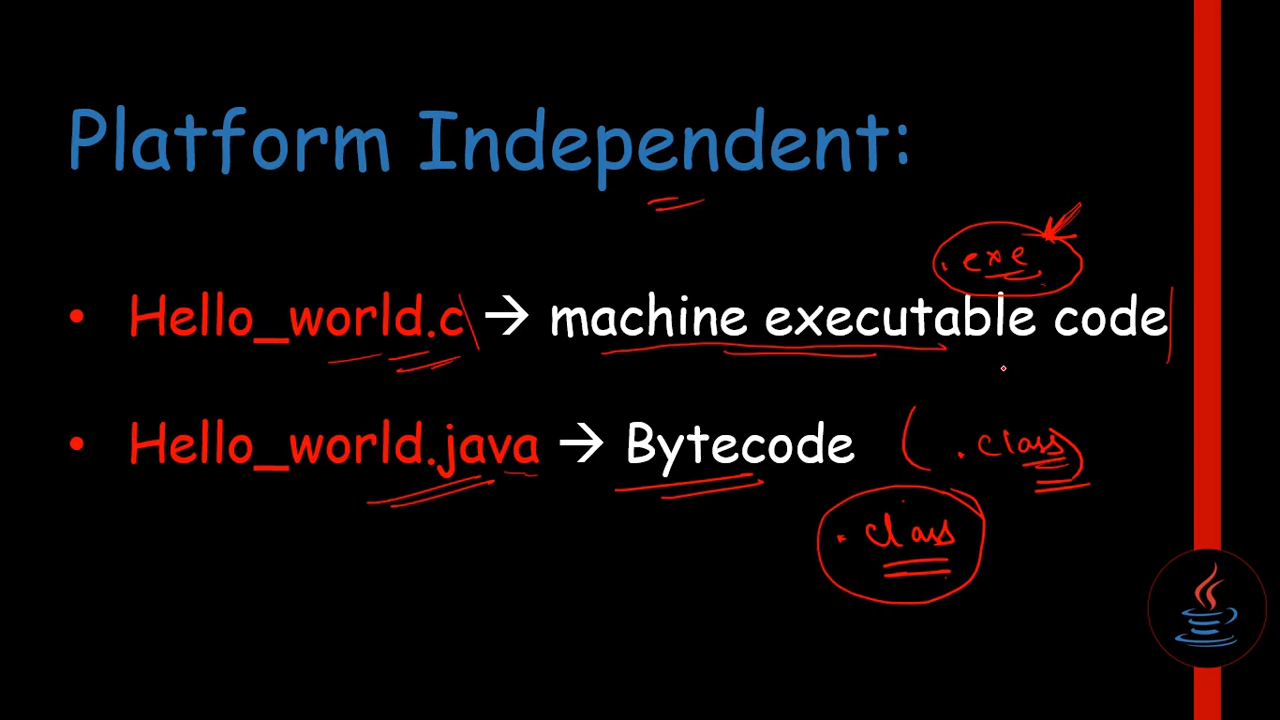 Platform Independent:
.exe
• Hello_world.c → machine executable code
• Hello_world.java → Bytecode (.class)
.class